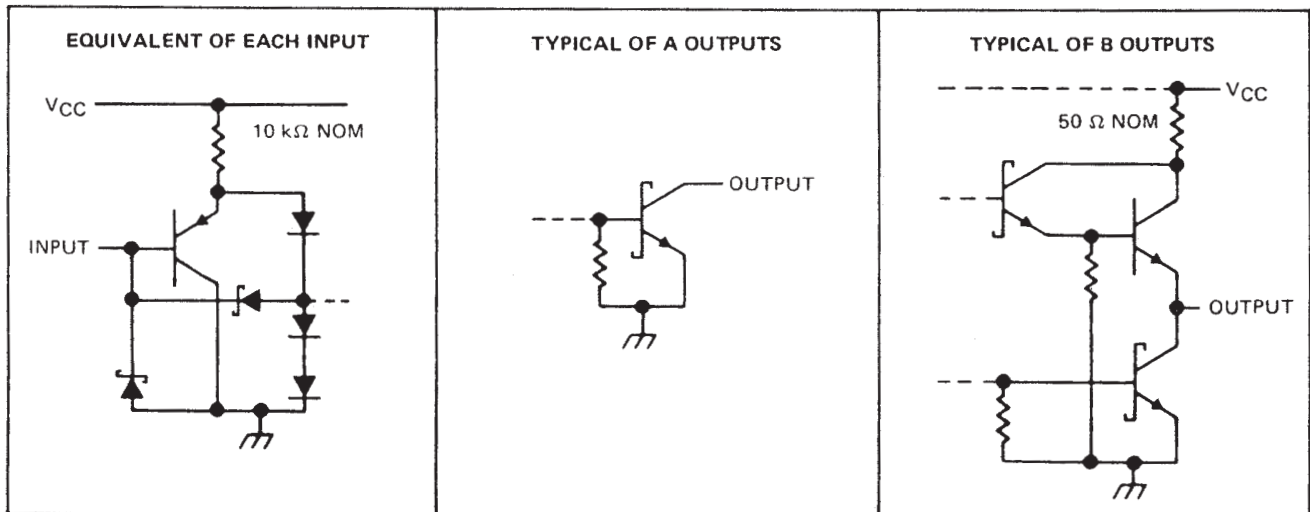 EQUIVALENT OF EACH INPUT
VCC
10 kΩ NOM
INPUT
TYPICAL OF A OUTPUTS
OUTPUT
TYPICAL OF B OUTPUTS
VCC
50 Ω NOM
OUTPUT